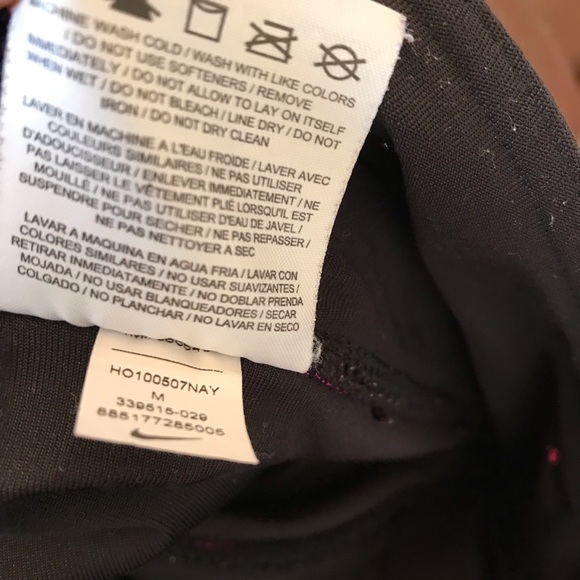 MACHINE WASH COLD / WASH WITH LIKE COLORS
/ DO NOT USE SOFTENERS / REMOVE
IMMEDIATELY / DO NOT ALLOW TO LAY ON ITSELF
WHEN WET / DO NOT BLEACH / LINE DRY / DO NOT
IRON / DO NOT DRY CLEAN
LAVER EN MACHINE A L'EAU FROIDE / LAVER AVEC
COULEURS SIMILAIRES / NE PAS UTILISER
D'ADOUCISSEUR / ENLEVER IMMEDIATEMENT / NE
PAS LAISSER LE VÊTEMENT PLIÉ LORSQU'IL EST
MOUILLÉ / NE PAS UTILISER D'EAU DE JAVEL /
SUSPENDRE POUR SECHER / NE PAS REPASSER /
NE PAS NETTOYER A SEC
LAVAR A MAQUINA EN AGUA FRIA / LAVAR CON
COLORES SIMILARES / NO USAR SUAVIZANTES /
RETIRAR INMEDIATAMENTE / NO DOBLAR PRENDA
MOJADA / NO USAR BLANQUEADORES / SECAR
COLGADO / NO PLANCHAR / NO LAVAR EN SECO
HO100507NAY
M
339515-029
885177285005